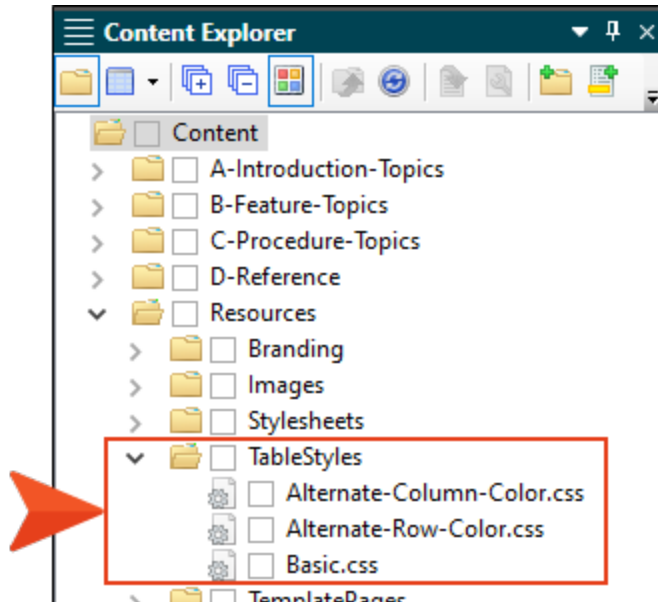 Content Explorer
Content
A-Introduction-Topics
B-Feature-Topics
C-Procedure-Topics
D-Reference
Resources
Branding
Images
Stylesheets
TableStyles
Alternate-Column-Color.css
Alternate-Row-Color.css
Basic.css
TemplatePages